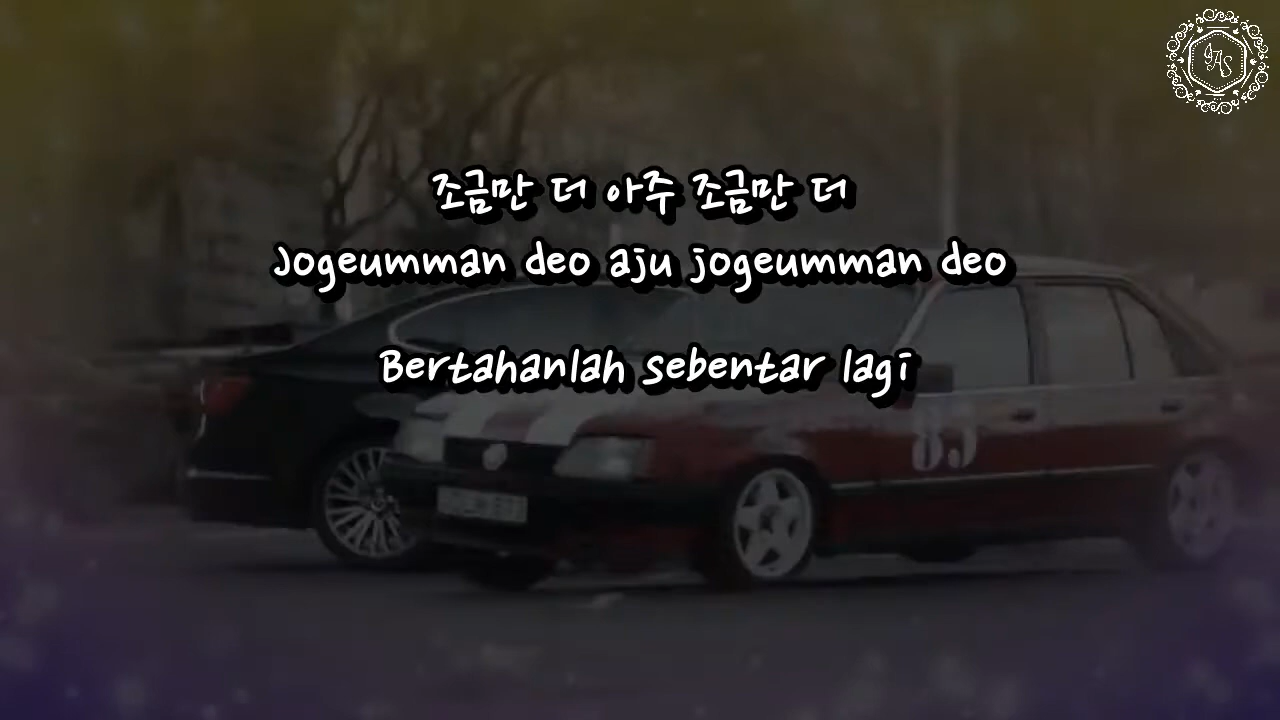 조금만 더 아주 조금만 더
Jogeumman deo aju jogeumman deo
Bertahanlah sebentar lagi